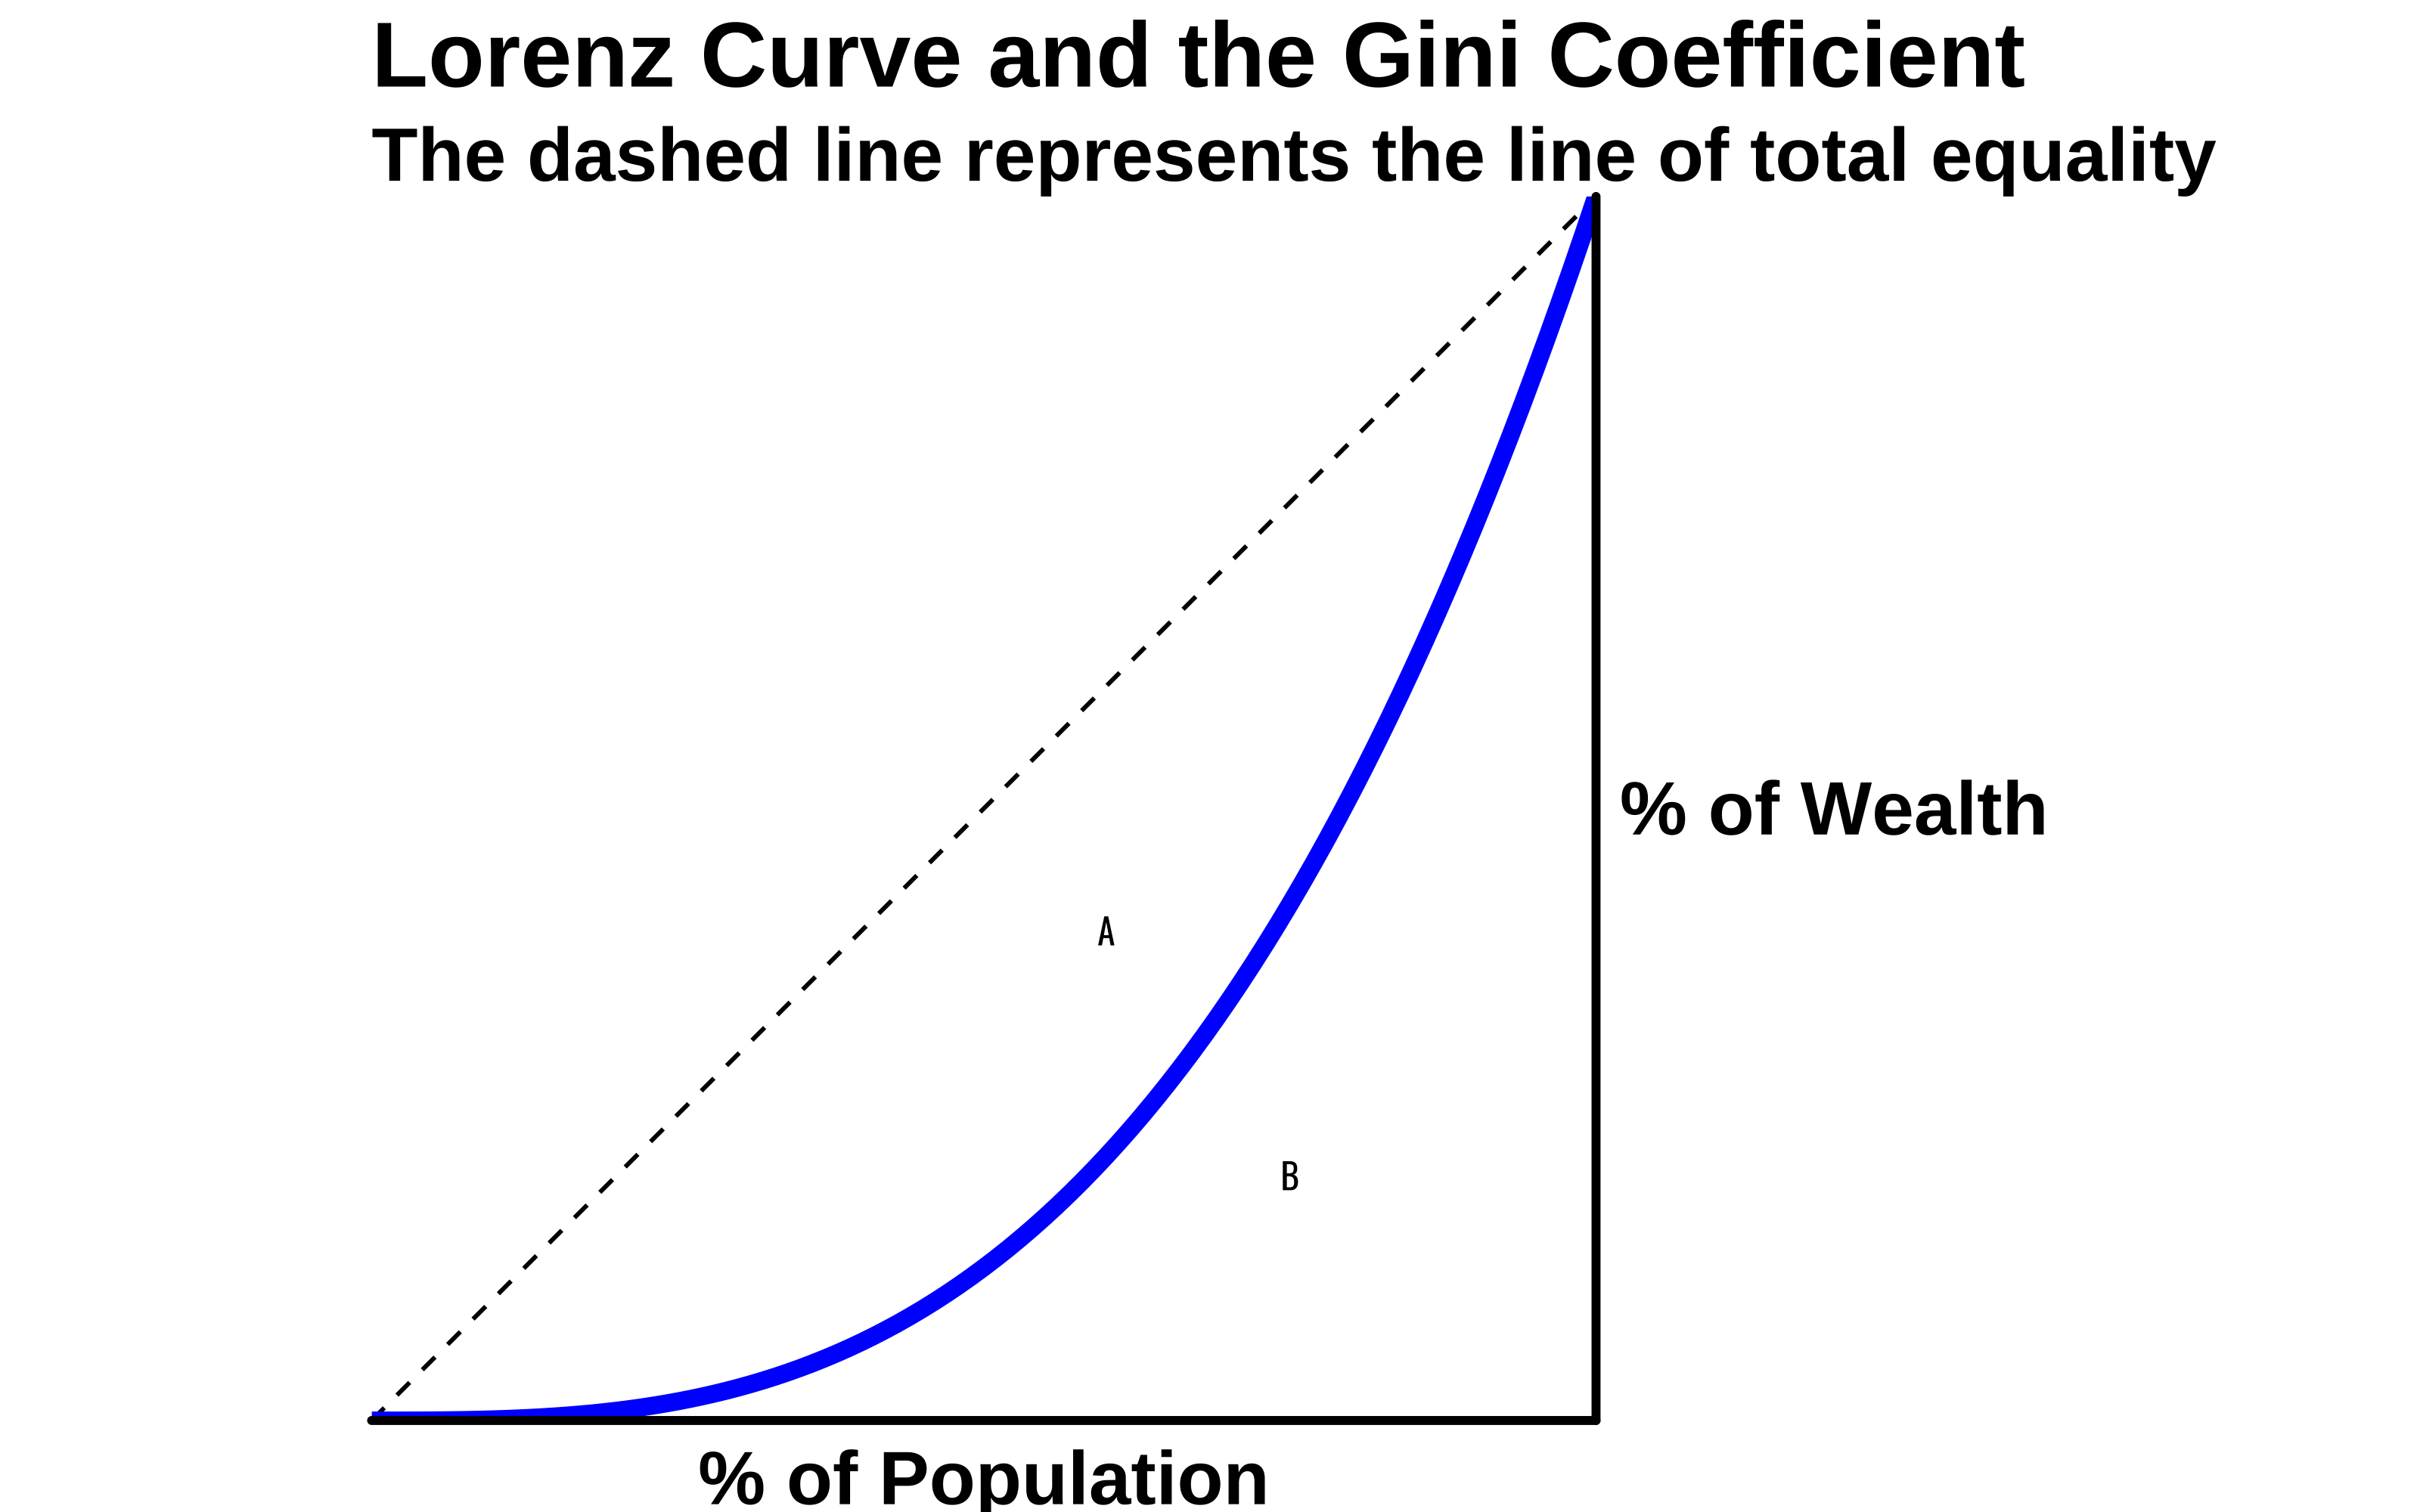 Lorenz Curve and the Gini Coefficient
The dashed line represents the line of total equality
% of Wealth
A
B
% of Population